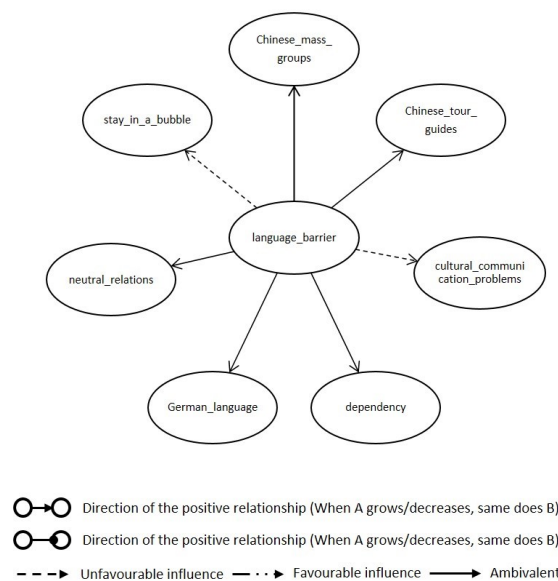 Chinese_mass_
groups
stay_in_a_bubble
Chinese_tour_
guides
language_barrier
neutral_relations
cultural_communi
cation_problems
German_language
dependency
Direction of the positive relationship (When A grows/decreases, same does B)
Direction of the positive relationship (When A grows/decreases, same does B)
Unfavourable influence Favourable influence Ambivalent